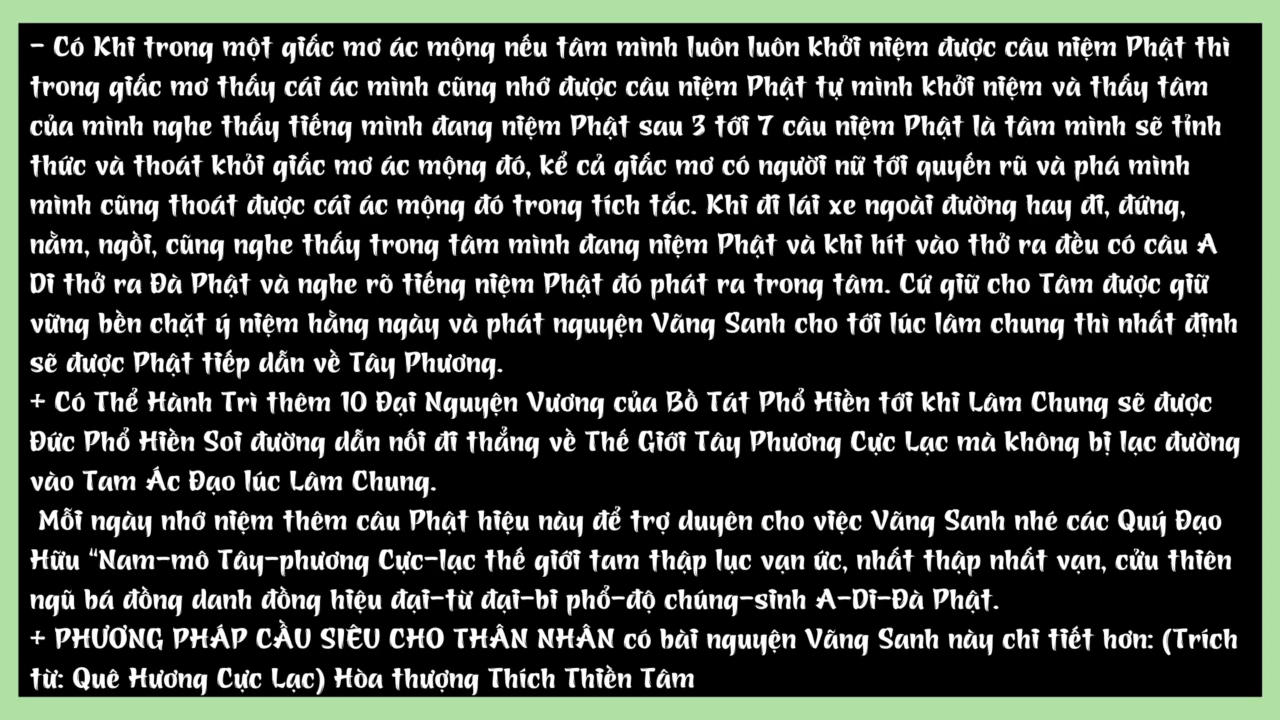 - Có Khi trong một giấc mơ ác mộng nếu tâm mình luôn luôn khởi niệm được câu niệm Phật thì
trong giấc mơ thấy cái ác mình cũng nhớ được câu niệm Phật tự mình khởi niệm và thấy tâm
của mình nghe thấy tiếng mình đang niệm Phật sau 3 tới 7 câu niệm Phật là tâm mình sẽ tỉnh
thức và thoát khỏi giấc mơ ác mộng đó, kể cả giấc mơ có người nữ tới quyến rũ và phá mình
mình cũng thoát được cái ác mộng đó trong tích tắc. Khi đi lái xe ngoài đường hay đi, đứng,
nằm, ngồi, cũng nghe thấy trong tâm mình đang niệm Phật và khi hít vào thở ra đều có câu A
Di thở ra Đà Phật và nghe rõ tiếng niệm Phật đó phát ra trong tâm. Cứ giữ cho Tâm được giữ
vững bền chặt ý niệm hằng ngày và phát nguyện Vãng Sanh cho tới lúc lâm chung thì nhất định
sẽ được Phật tiếp dẫn về Tây Phương.
+ Có Thể Hành Trì thêm 10 Đại Nguyện Vương của Bồ Tát Phổ Hiền tới khi Lâm Chung sẽ được
Đức Phổ Hiền Soi đường dẫn nối đi thẳng về Thế Giới Tây Phương Cực Lạc mà không bị lạc đường
vào Tam Ác Đạo lúc Lâm Chung.
Mỗi ngày nhớ niệm thêm câu Phật hiệu này để trợ duyên cho việc Vãng Sanh nhé các Quý Đạo
Hữu “Nam-mô Tây-phương Cực-lạc thế giới tam thập lục vạn ức, nhất thập nhất vạn, cửu thiên
ngũ bá đồng danh đồng hiệu đại-từ đại-bi phổ-độ chúng-sinh A-Di-Đà Phật.
+ PHƯƠNG PHÁP CẦU SIÊU CHO THÂN NHÂN có bài nguyện Vãng Sanh này chi tiết hơn: (Trích
từ: Quê Hương Cực Lạc) Hòa thượng Thích Thiền Tâm